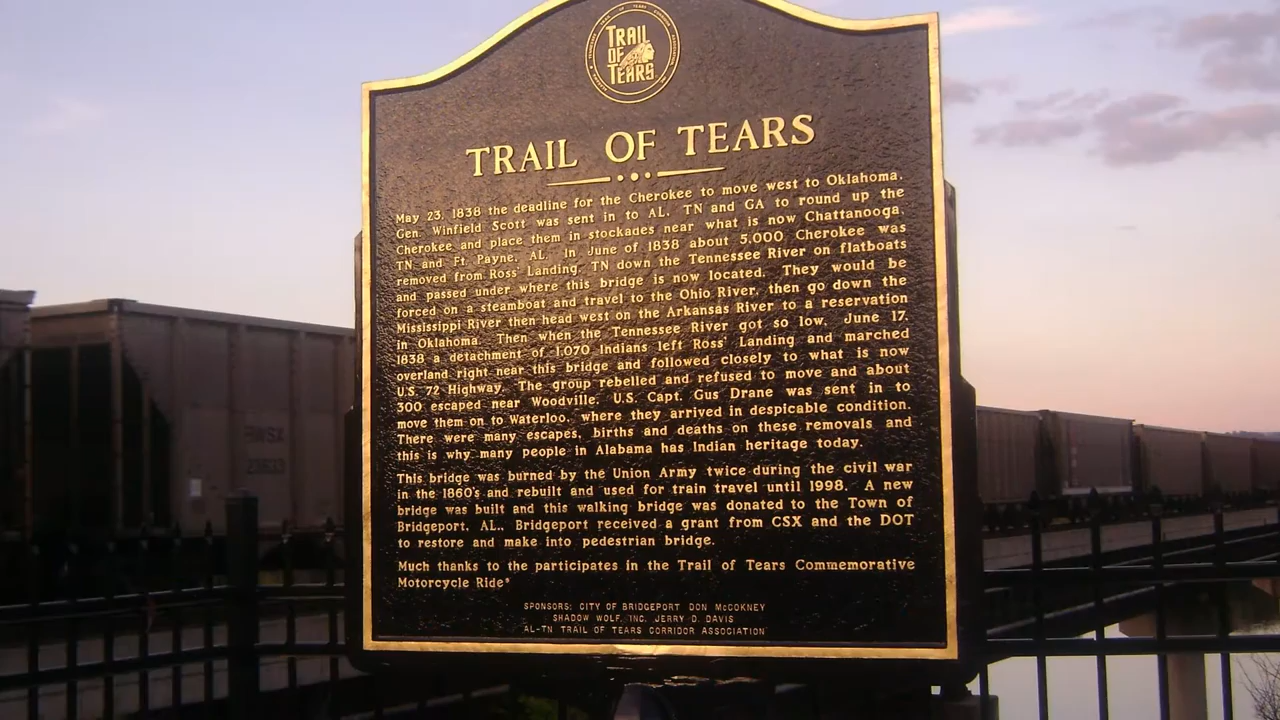 TRAIL
OF
TEARS
TRAIL OF TEARS
May 23, 1838 the deadline for the Cherokee to move west to Oklahoma.
Gen. Winfield Scott was sent in to AL, TN and GA to round up the
Cherokee and place them in stockades near what is now Chattanooga,
TN and Ft. Payne, AL. In June of 1838 about 5,000 Cherokee was
removed from Ross' Landing, TN down the Tennessee River on flatboats
and passed under where this bridge is now located. They would be
forced on a steamboat and travel to the Ohio River, then go down the
Mississippi River then head west on the Arkansas River to a reservation
in Oklahoma. Then when the Tennessee River got so low, June 17,
1838 a detachment of 1,070 Indians left Ross' Landing and marched
overland right near this bridge and followed closely to what is now
U.S. 72 Highway. The group rebelled and refused to move and about
300 escaped near Woodville. U.S. Capt. Gus Drane was sent in to
move them on to Waterloo, where they arrived in despicable condition.
There were many escapes, births and deaths on these removals and
this is why many people in Alabama has Indian heritage today.
This bridge was burned by the Union Army twice during the civil war
in the 1860's and rebuilt and used for train travel until 1998. A new
bridge was built and this walking bridge was donated to the Town of
Bridgeport, AL.. Bridgeport received a grant from CSX and the DOT
to restore and make into pedestrian bridge.
Much thanks to the participates in the Trail of Tears Commemorative
Motorcycle Ride"
SPONSORS: CITY OF BRIDGEPORT DON McCOKNEY
SHADOW WOLF, INC. JERRY D. DAVIS
AL-TN TRAIL OF TEARS CORRIDOR ASSOCIATION